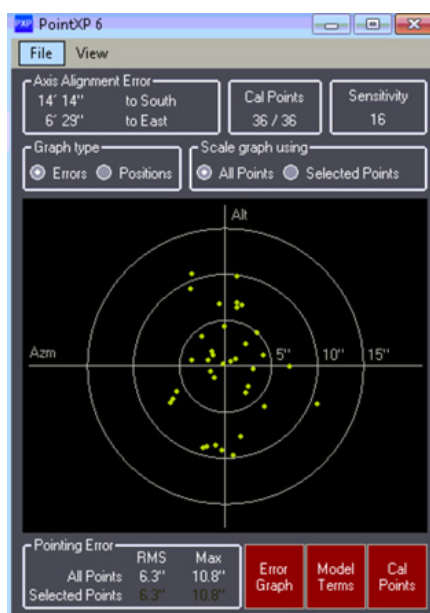 PXP PointXP 6
File View
Axis Alignment Error
14' 14" to South
6' 29" to East
Cal Points
36 / 36
Sensitivity
16
Graph type
Errors Positions
Scale graph using
All Points Selected Points
Alt
Azm 5" 10" 15"
Pointing Error
RMS Max
All Points 6.3" 10.8"
Selected Points 6.3" 10.8"
Error Graph
Model Terms
Cal Points